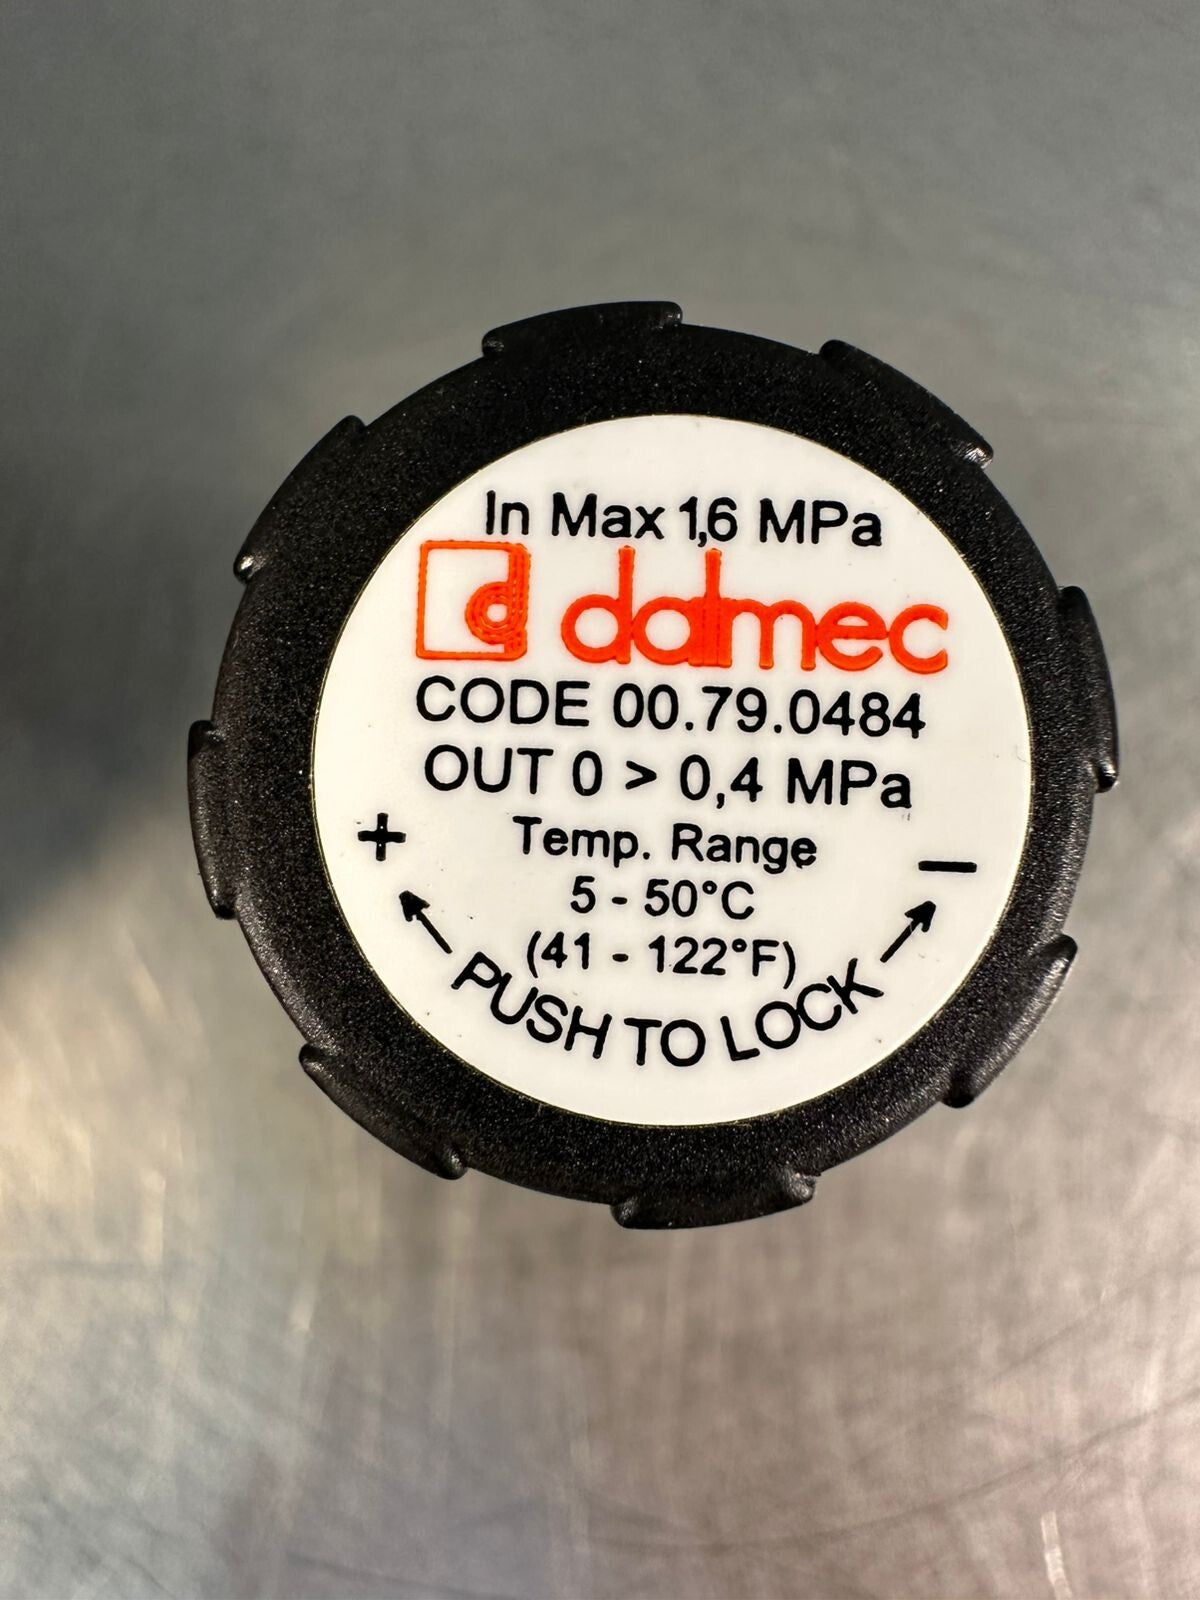 In Max 1,6 MPa
d dalmec
CODE 00.79.0484
OUT 0 > 0,4 MPa
+ Temp. Range −
5 - 50°C
(41 - 122°F)
← PUSH TO LOCK →